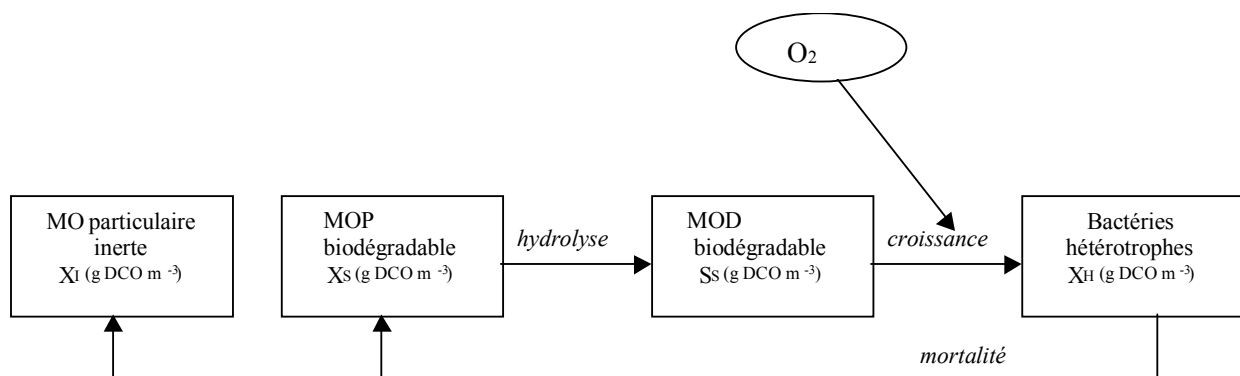 O2
MO particulaire
inerte
XI (g DCO m -3)
MOP
biodégradable
XS (g DCO m -3)
hydrolyse
MOD
biodégradable
SS (g DCO m -3)
croissance
Bactéries
hétérotrophes
XH (g DCO m -3)
mortalité